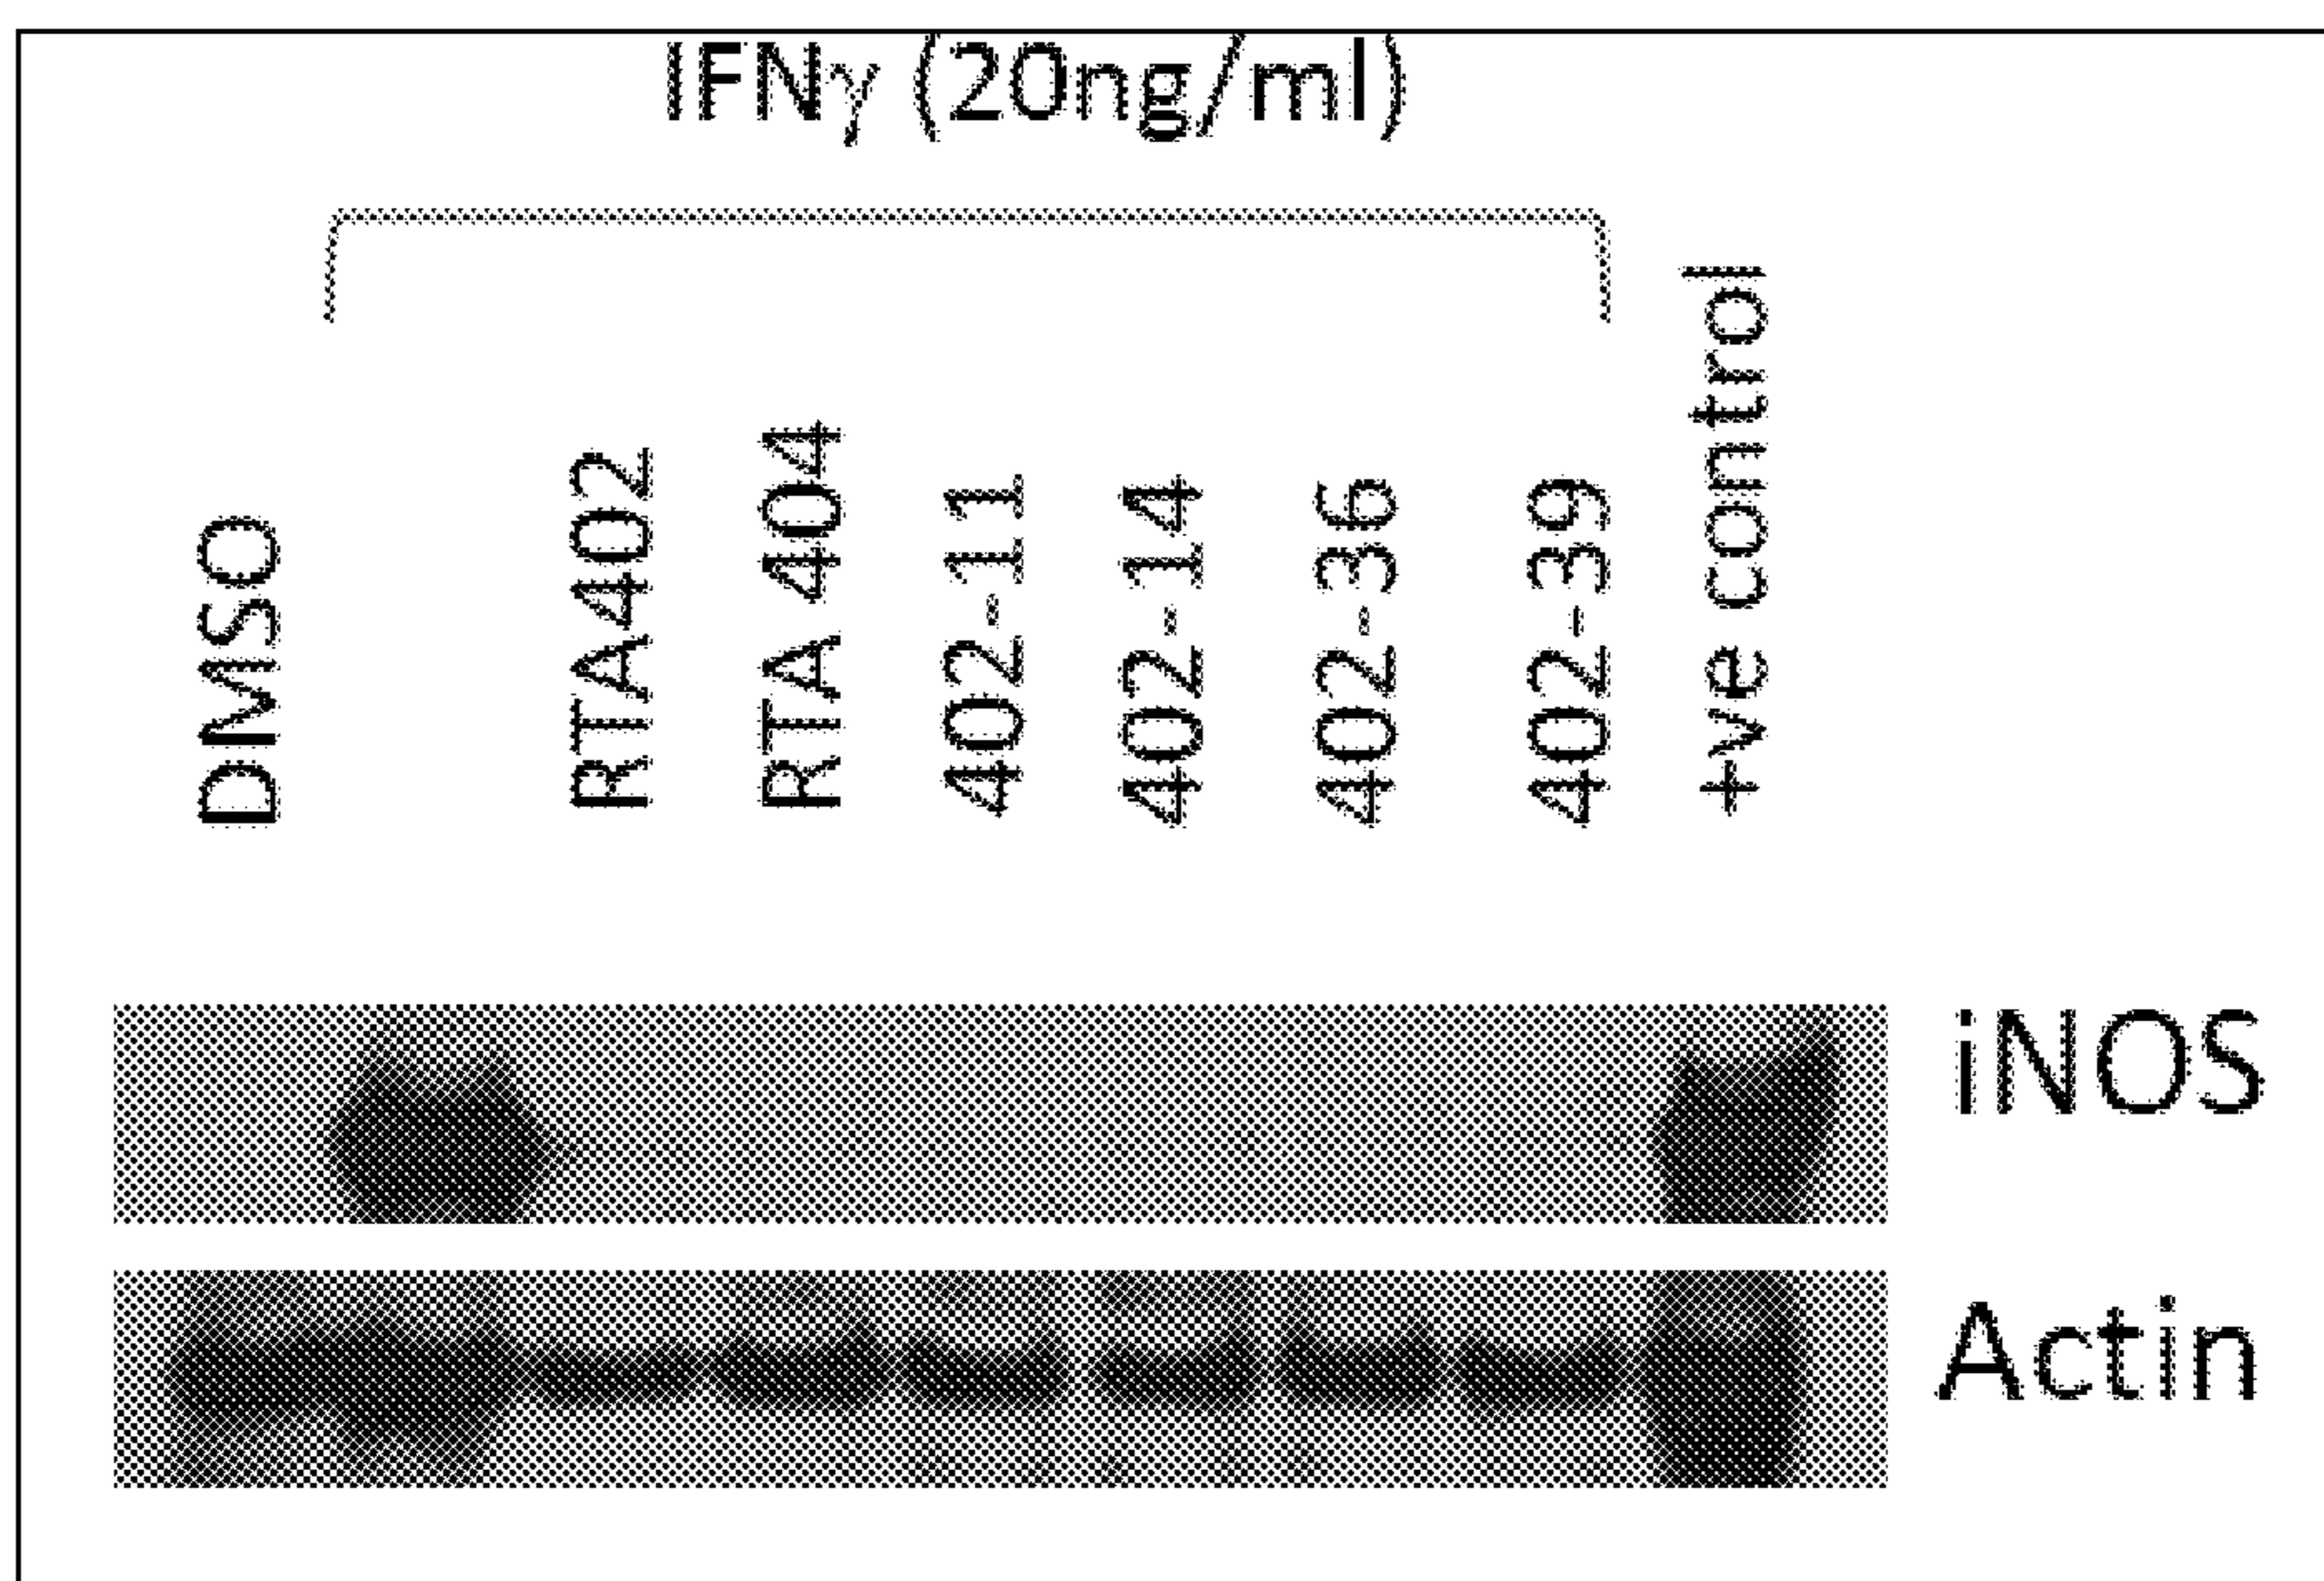 IFNγ (20ng/ml)
DMSO
RTA402
RTA 404
402-11
402-14
402-36
402-39
+ve control
iNOS
Actin